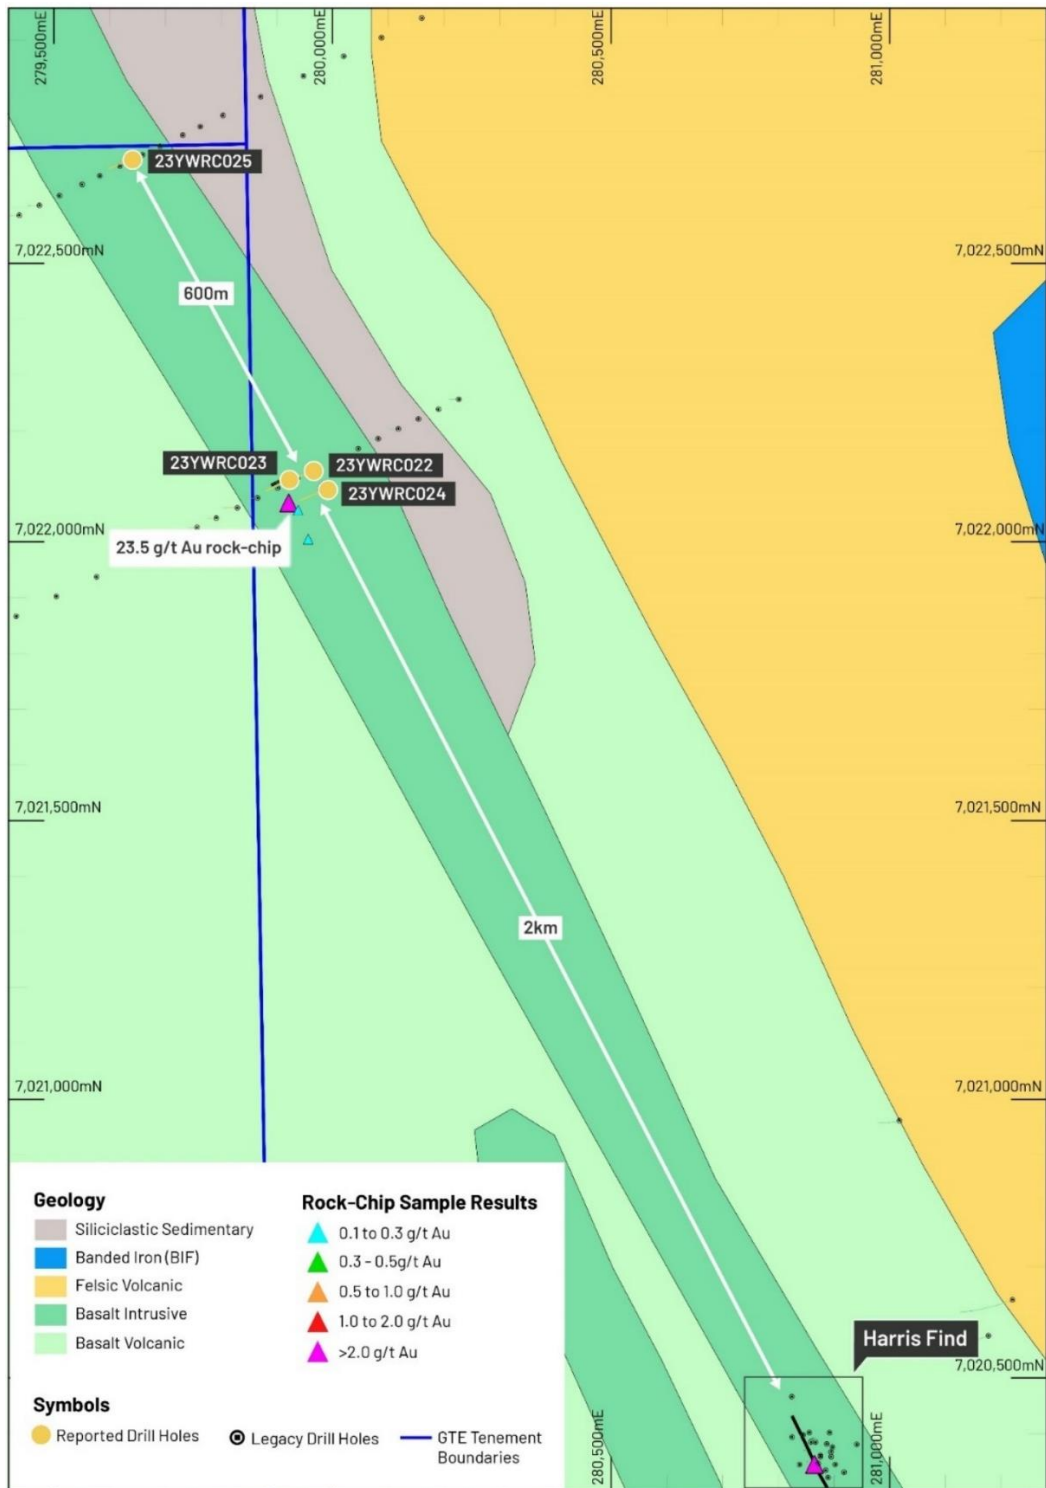 279,500mE
280,000mE
280,500mE
281,000mE
23YWRC025
7,022,500mN
7,022,500mN
600m
23YWRC023
23YWRC022
23YWRC024
7,022,000mN
7,022,000mN
23.5 g/t Au rock-chip
7,021,500mN
7,021,500mN
2km
7,021,000mN
7,021,000mN
Geology
Siliciclastic Sedimentary
Banded Iron (BIF)
Felsic Volcanic
Basalt Intrusive
Basalt Volcanic
Rock-Chip Sample Results
0.1 to 0.3 g/t Au
0.3 - 0.5g/t Au
0.5 to 1.0 g/t Au
1.0 to 2.0 g/t Au
>2.0 g/t Au
Harris Find
7,020,500mN
Symbols
Reported Drill Holes
Legacy Drill Holes
GTE Tenement
Boundaries
280,500mE
281,000mE